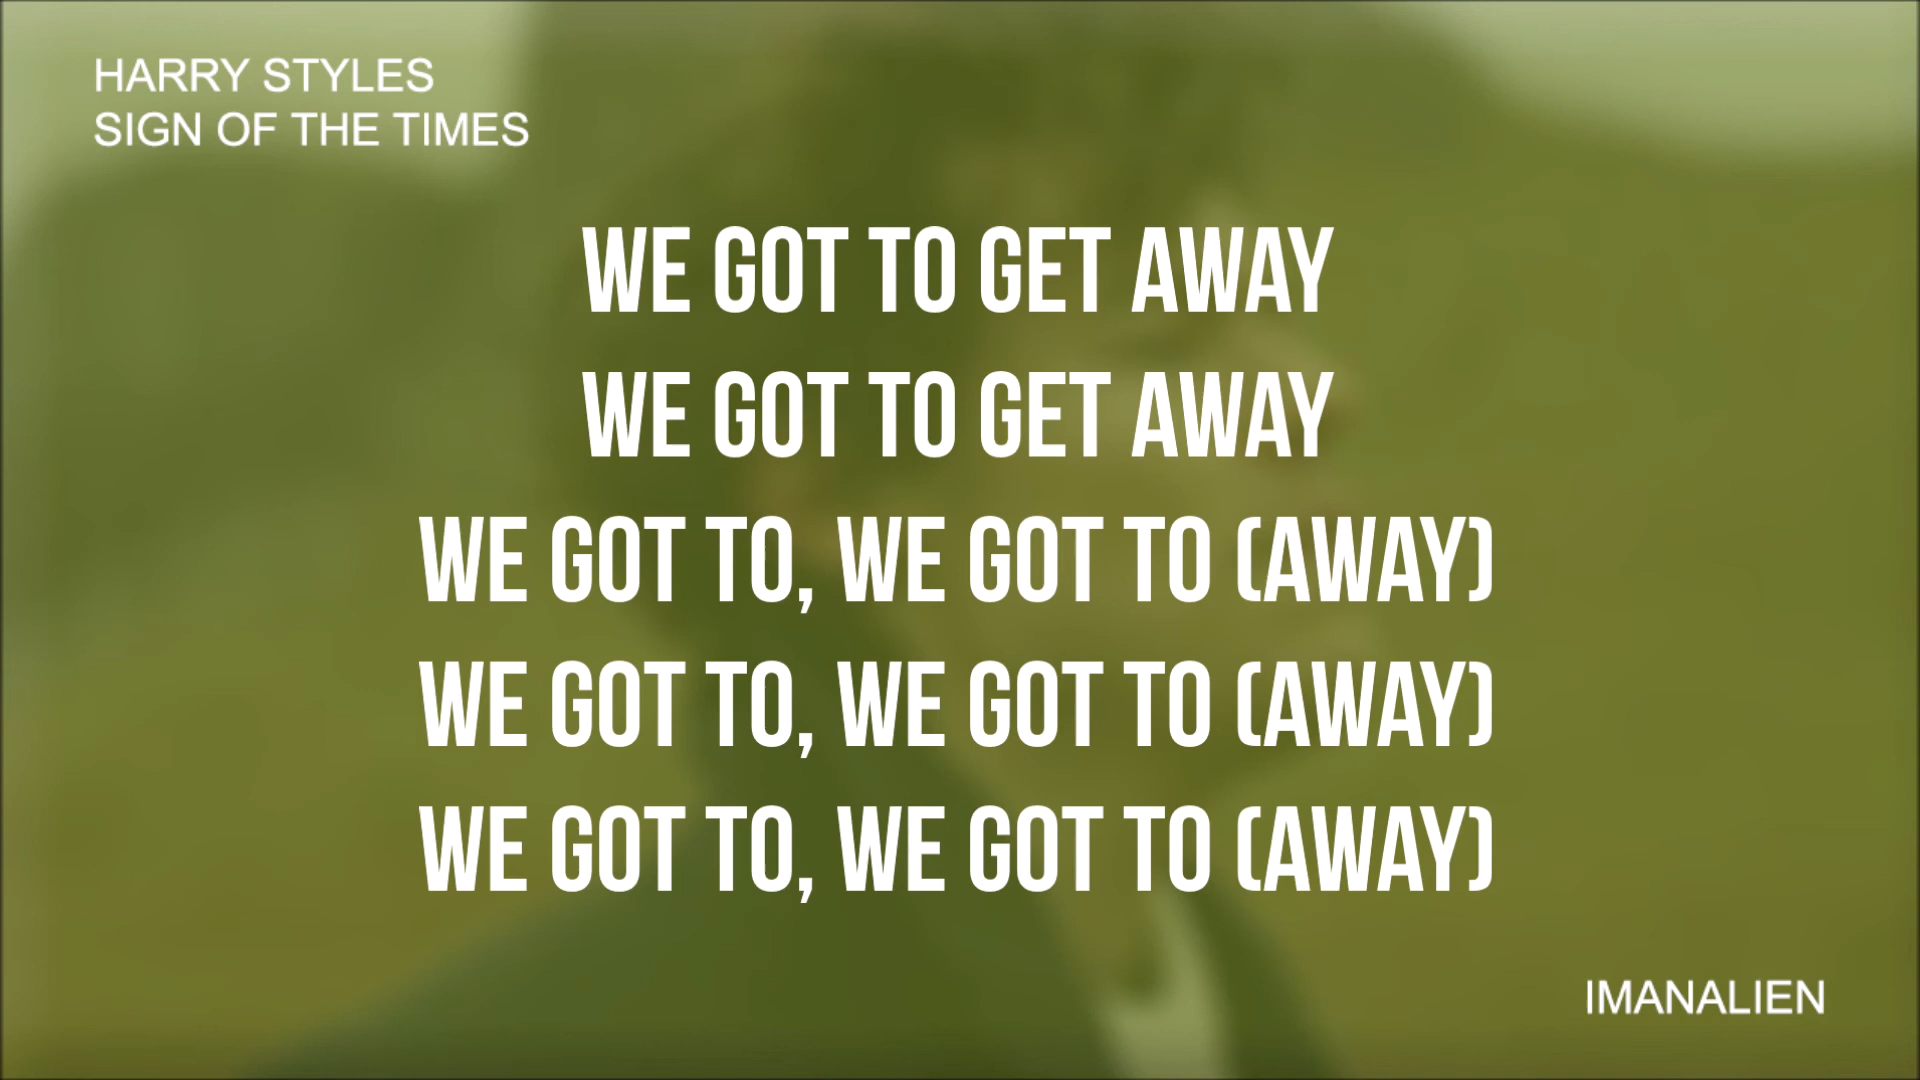 HARRY STYLES
SIGN OF THE TIMES
WE GOT TO GET AWAY
WE GOT TO GET AWAY
WE GOT TO, WE GOT TO (AWAY)
WE GOT TO, WE GOT TO (AWAY)
WE GOT TO, WE GOT TO (AWAY)
IMANALIEN